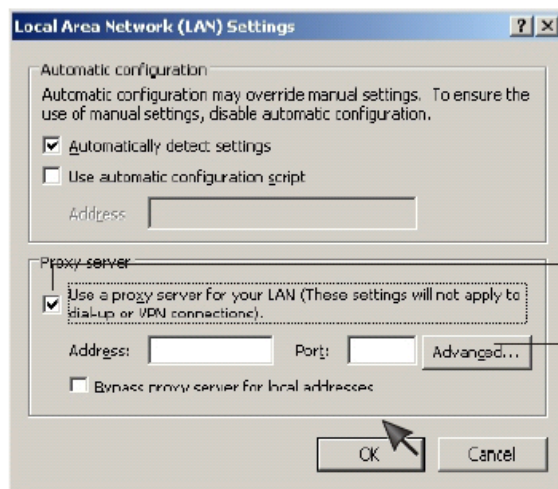 Local Area Network (LAN) Settings
Automatic configuration
Automatic configuration may override manual settings. To ensure the
use of manual settings, disable automatic configuration.
Automatically detect settings
Use automatic configuration script
Address
Proxy server
Use a proxy server for your LAN (These settings will not apply to
dial-up or VPN connections).
Address:
Port:
Advanced...
Bypass proxy server for local addresses
OK
Cancel